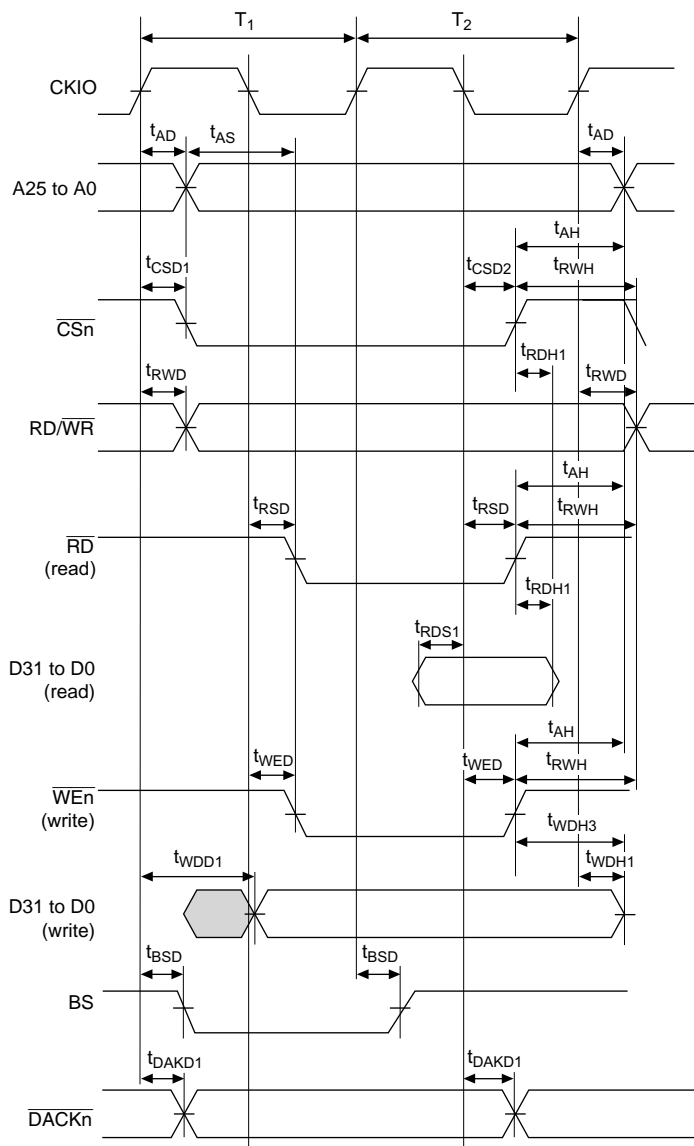 T1 T2
CKIO
tAD tAS tAD
A25 to A0
tAH
tCSD1 tCSD2 tRWH
CSn
tRDH1
tRWD tRWD
RD/WR
tAH
tRSD tRSD tRWH
RD
(read)
tRDH1
tRDS1
D31 to D0
(read)
tAH
tWED tWED tRWH
WEn
(write)
tWDH3
tWDD1 tWDH1
D31 to D0
(write)
tBSD tBSD
BS
tDAKD1 tDAKD1
DACKn